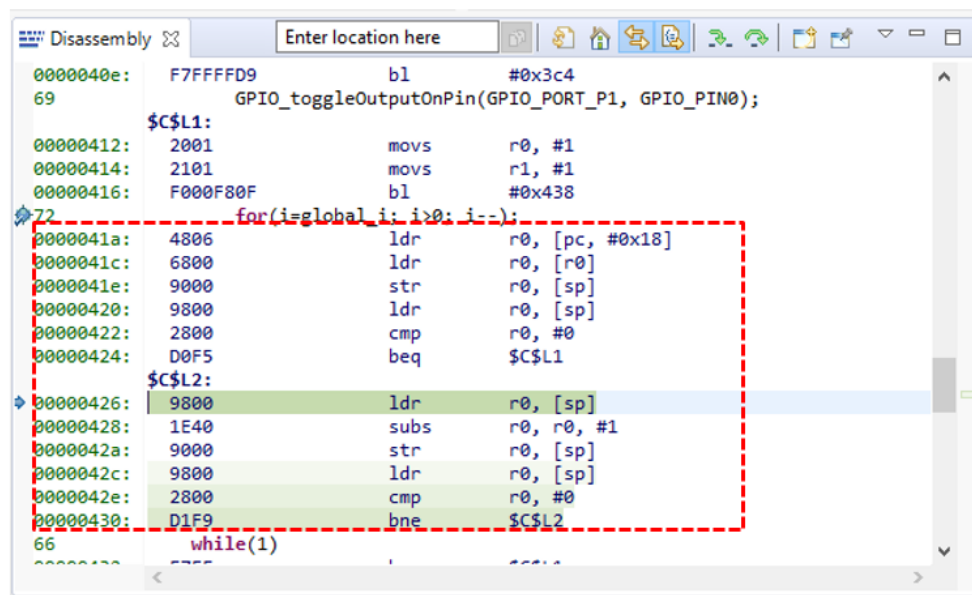 Disassembly
Enter location here
0000040e: F7FFFFD9 bl #0x3c4
69 GPIO_toggleOutputOnPin(GPIO_PORT_P1, GPIO_PIN0);
$C$L1:
00000412: 2001 movs r0, #1
00000414: 2101 movs r1, #1
00000416: F000F80F bl #0x438
72 for(i=global_i; i>0; i--);
0000041a: 4806 ldr r0, [pc, #0x18]
0000041c: 6800 ldr r0, [r0]
0000041e: 9000 str r0, [sp]
00000420: 9800 ldr r0, [sp]
00000422: 2800 cmp r0, #0
00000424: D0F5 beq $C$L1
$C$L2:
00000426: 9800 ldr r0, [sp]
00000428: 1E40 subs r0, r0, #1
0000042a: 9000 str r0, [sp]
0000042c: 9800 ldr r0, [sp]
0000042e: 2800 cmp r0, #0
00000430: D1F9 bne $C$L2
66 while(1)